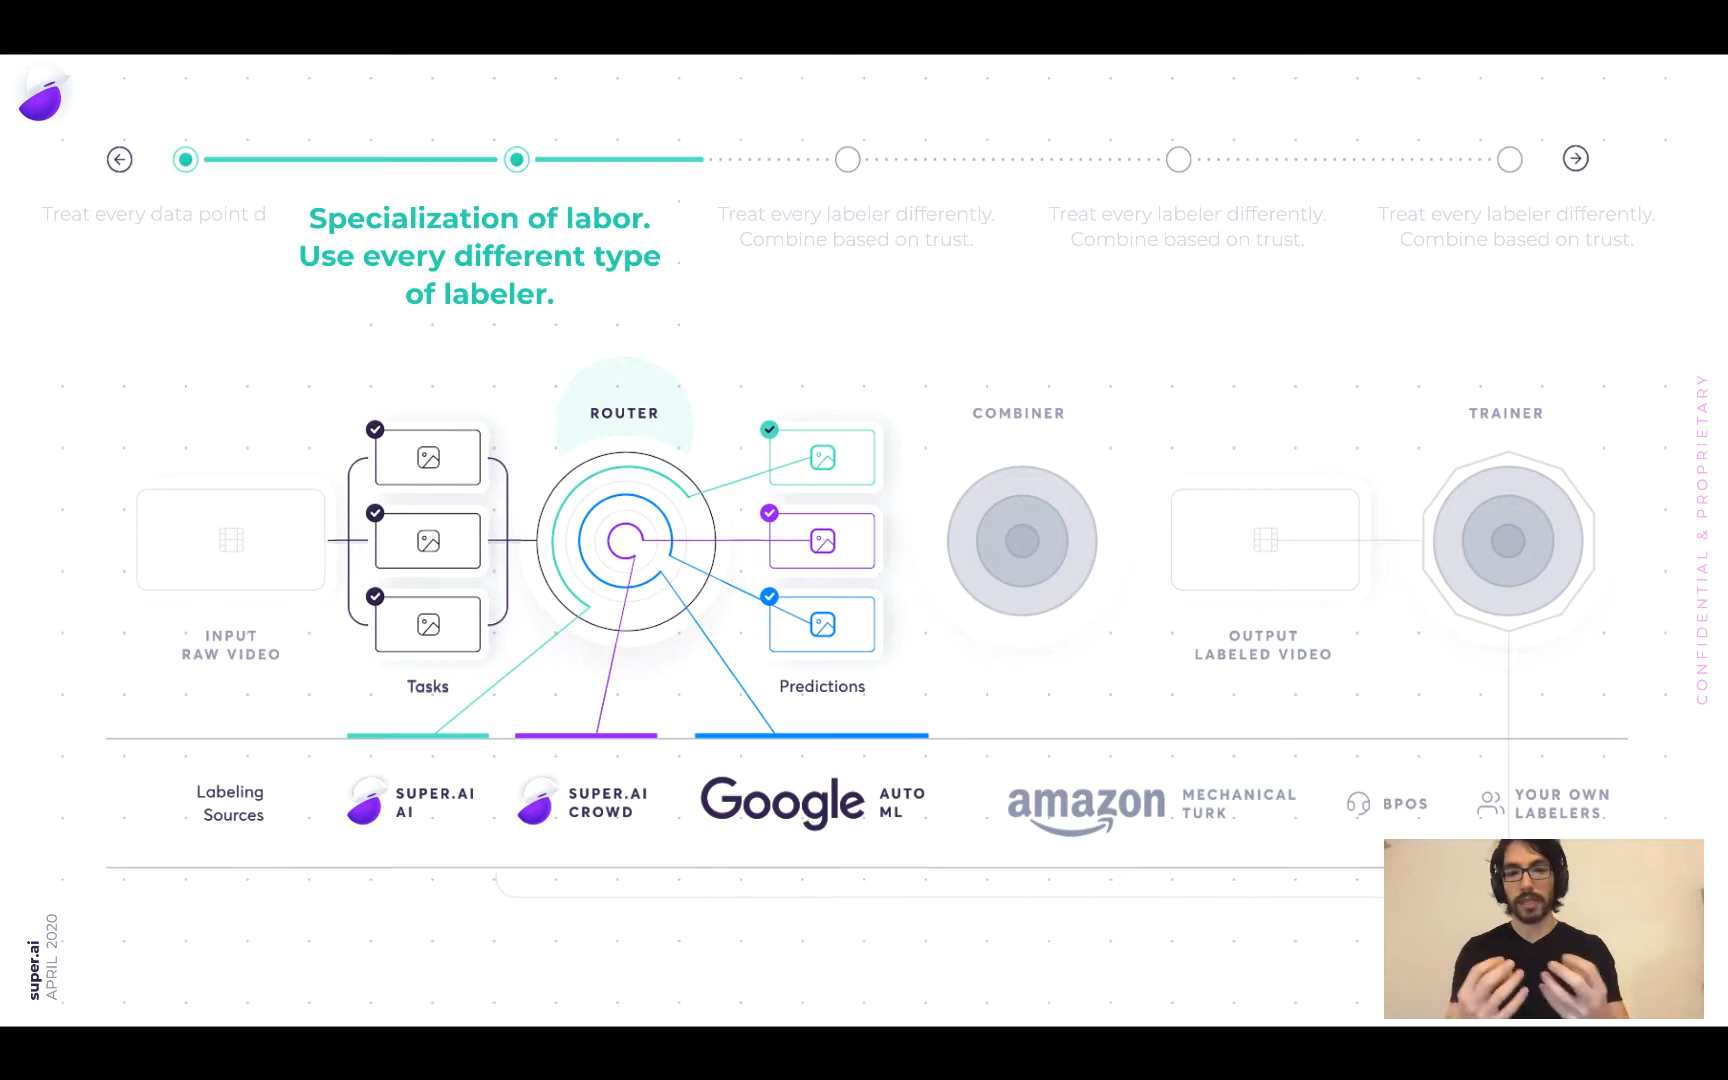 Treat every data point d
Specialization of labor.
Use every different type
of labeler.
Treat every labeler differently.
Combine based on trust.
Treat every labeler differently.
Combine based on trust.
Treat every labeler differently.
Combine based on trust.
ROUTER
COMBINER
TRAINER
INPUT
RAW VIDEO
Tasks
Predictions
OUTPUT
LABELED VIDEO
Labeling
Sources
SUPER.AI
AI
SUPER.AI
CROWD
Google
AUTO
ML
amazon
MECHANICAL
TURK
BPOS
YOUR OWN
LABELERS
CONFIDENTIAL & PROPRIETARY
super.ai
APRIL 2020